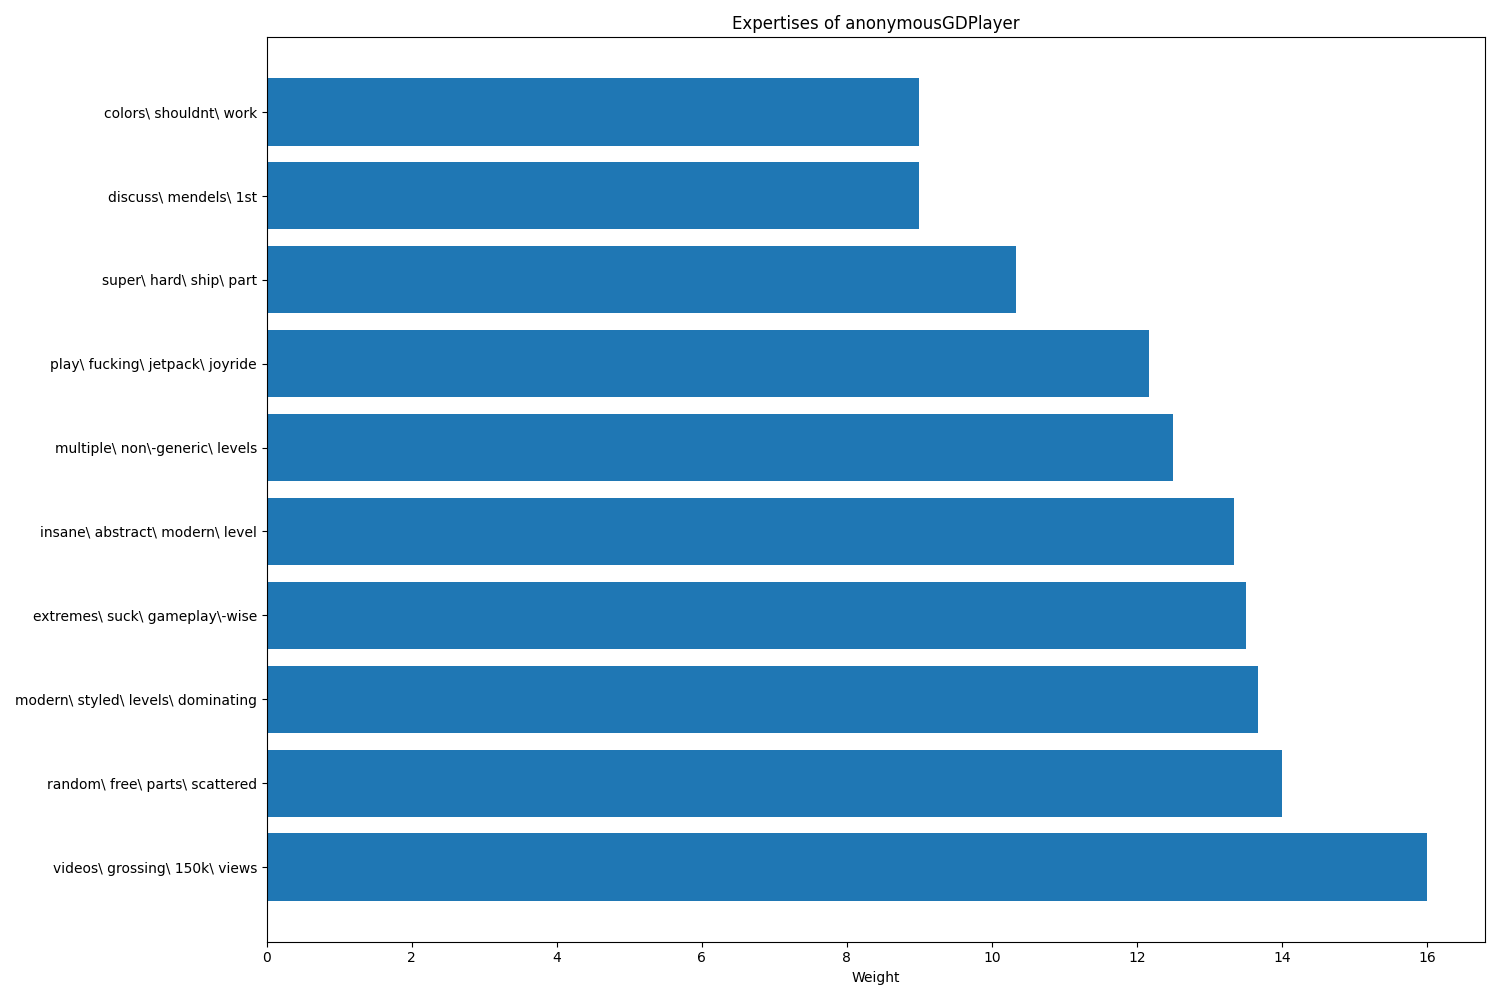 Expertises of anonymousGDPlayer
colors\ shouldnt\ work
discuss\ mendels\ 1st
super\ hard\ ship\ part
play\ fucking\ jetpack\ joyride
multiple\ non\-generic\ levels
insane\ abstract\ modern\ level
extremes\ suck\ gameplay\-wise
modern\ styled\ levels\ dominating
random\ free\ parts\ scattered
videos\ grossing\ 150k\ views
0 2 4 6 8 10 12 14 16
Weight